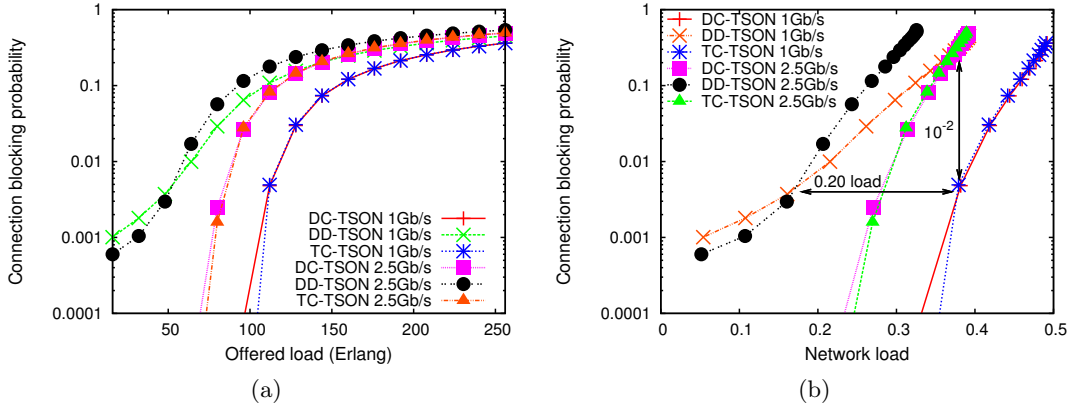 Connection blocking probability
1
0.1
0.01
0.001
0.0001
50 100 150 200 250
Offered load (Erlang)
DC-TSON 1Gb/s
DD-TSON 1Gb/s
TC-TSON 1Gb/s
DC-TSON 2.5Gb/s
DD-TSON 2.5Gb/s
TC-TSON 2.5Gb/s
(a)
Connection blocking probability
1
0.1
0.01
0.001
0.0001
0 0.1 0.2 0.3 0.4 0.5
Network load
DC-TSON 1Gb/s
DD-TSON 1Gb/s
TC-TSON 1Gb/s
DC-TSON 2.5Gb/s
DD-TSON 2.5Gb/s
TC-TSON 2.5Gb/s
10⁻²
0.20 load
(b)